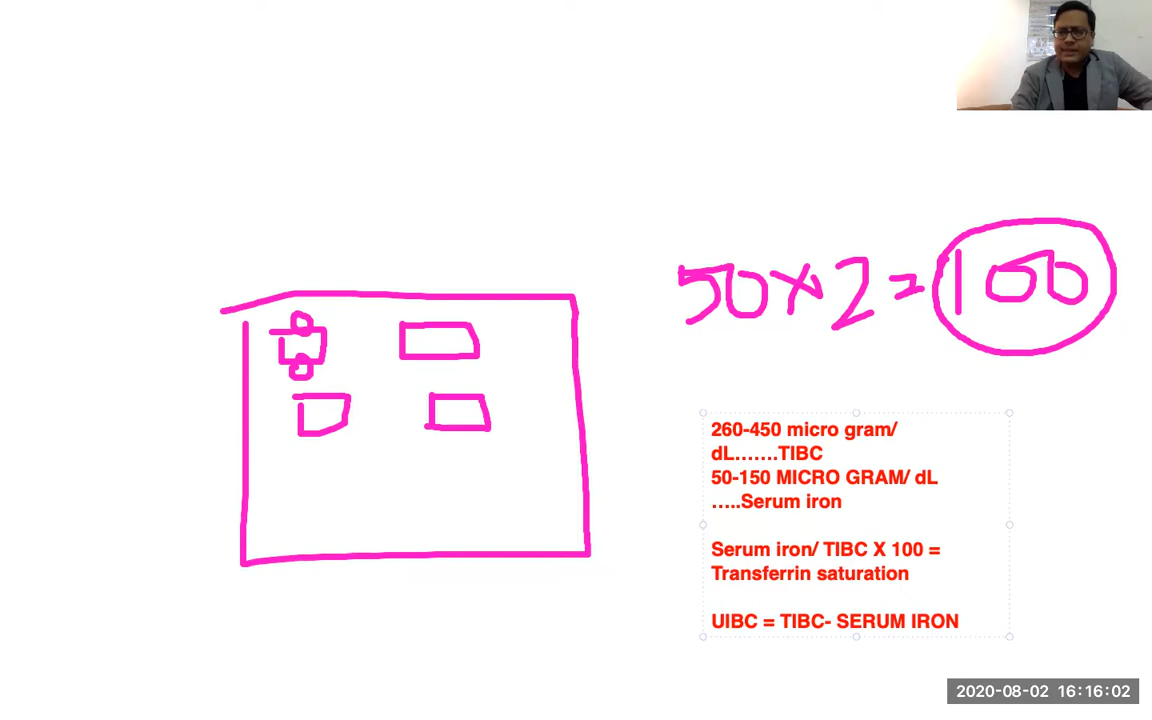 50×2=100
260-450 micro gram/
dL.......TIBC
50-150 MICRO GRAM/ dL
.....Serum iron
Serum iron/ TIBC X 100 =
Transferrin saturation
UIBC = TIBC- SERUM IRON
2020-08-02 16:16:02